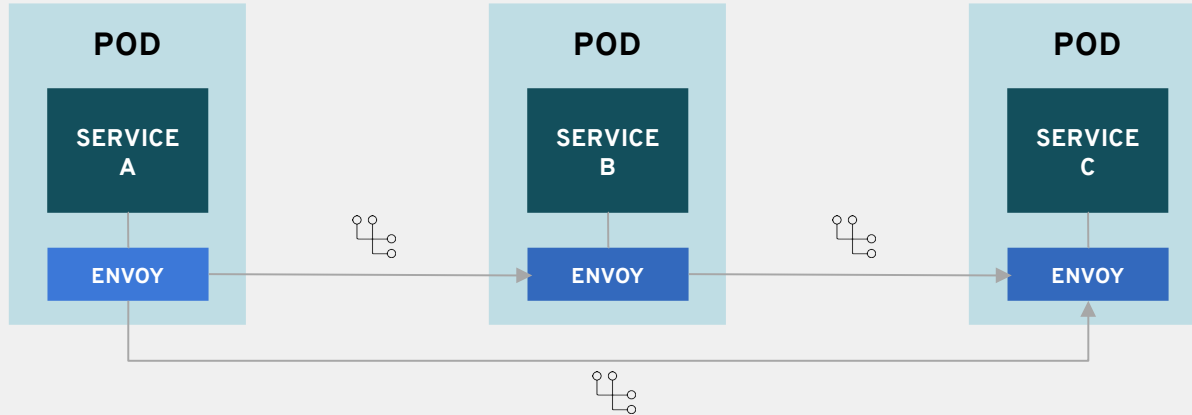 POD
SERVICE
A
ENVOY
POD
SERVICE
B
ENVOY
POD
SERVICE
C
ENVOY